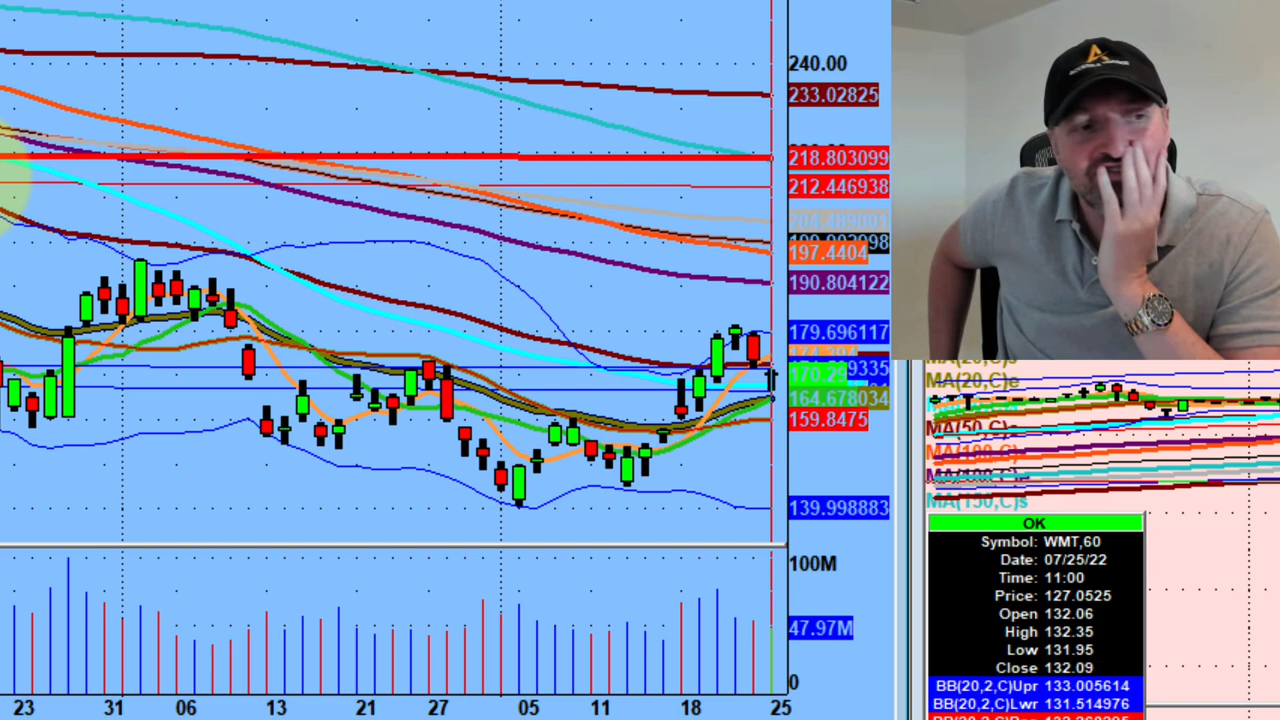 240.00
233.02825
218.803099
212.446938
197.4404
190.804122
179.696117
170.29
164.678034
159.8475
139.998883
100M
47.97M
0
23
31
06
13
21
27
05
11
18
25
A
MA(20,C)e
MA(50,C)s
MA(150,C)s
OK
Symbol: WMT,60
Date: 07/25/22
Time: 11:00
Price: 127.0525
Open 132.06
High 132.35
Low 131.95
Close 132.09
BB(20,2,C)Upr 133.005614
BB(20,2,C)Lwr 131.514976